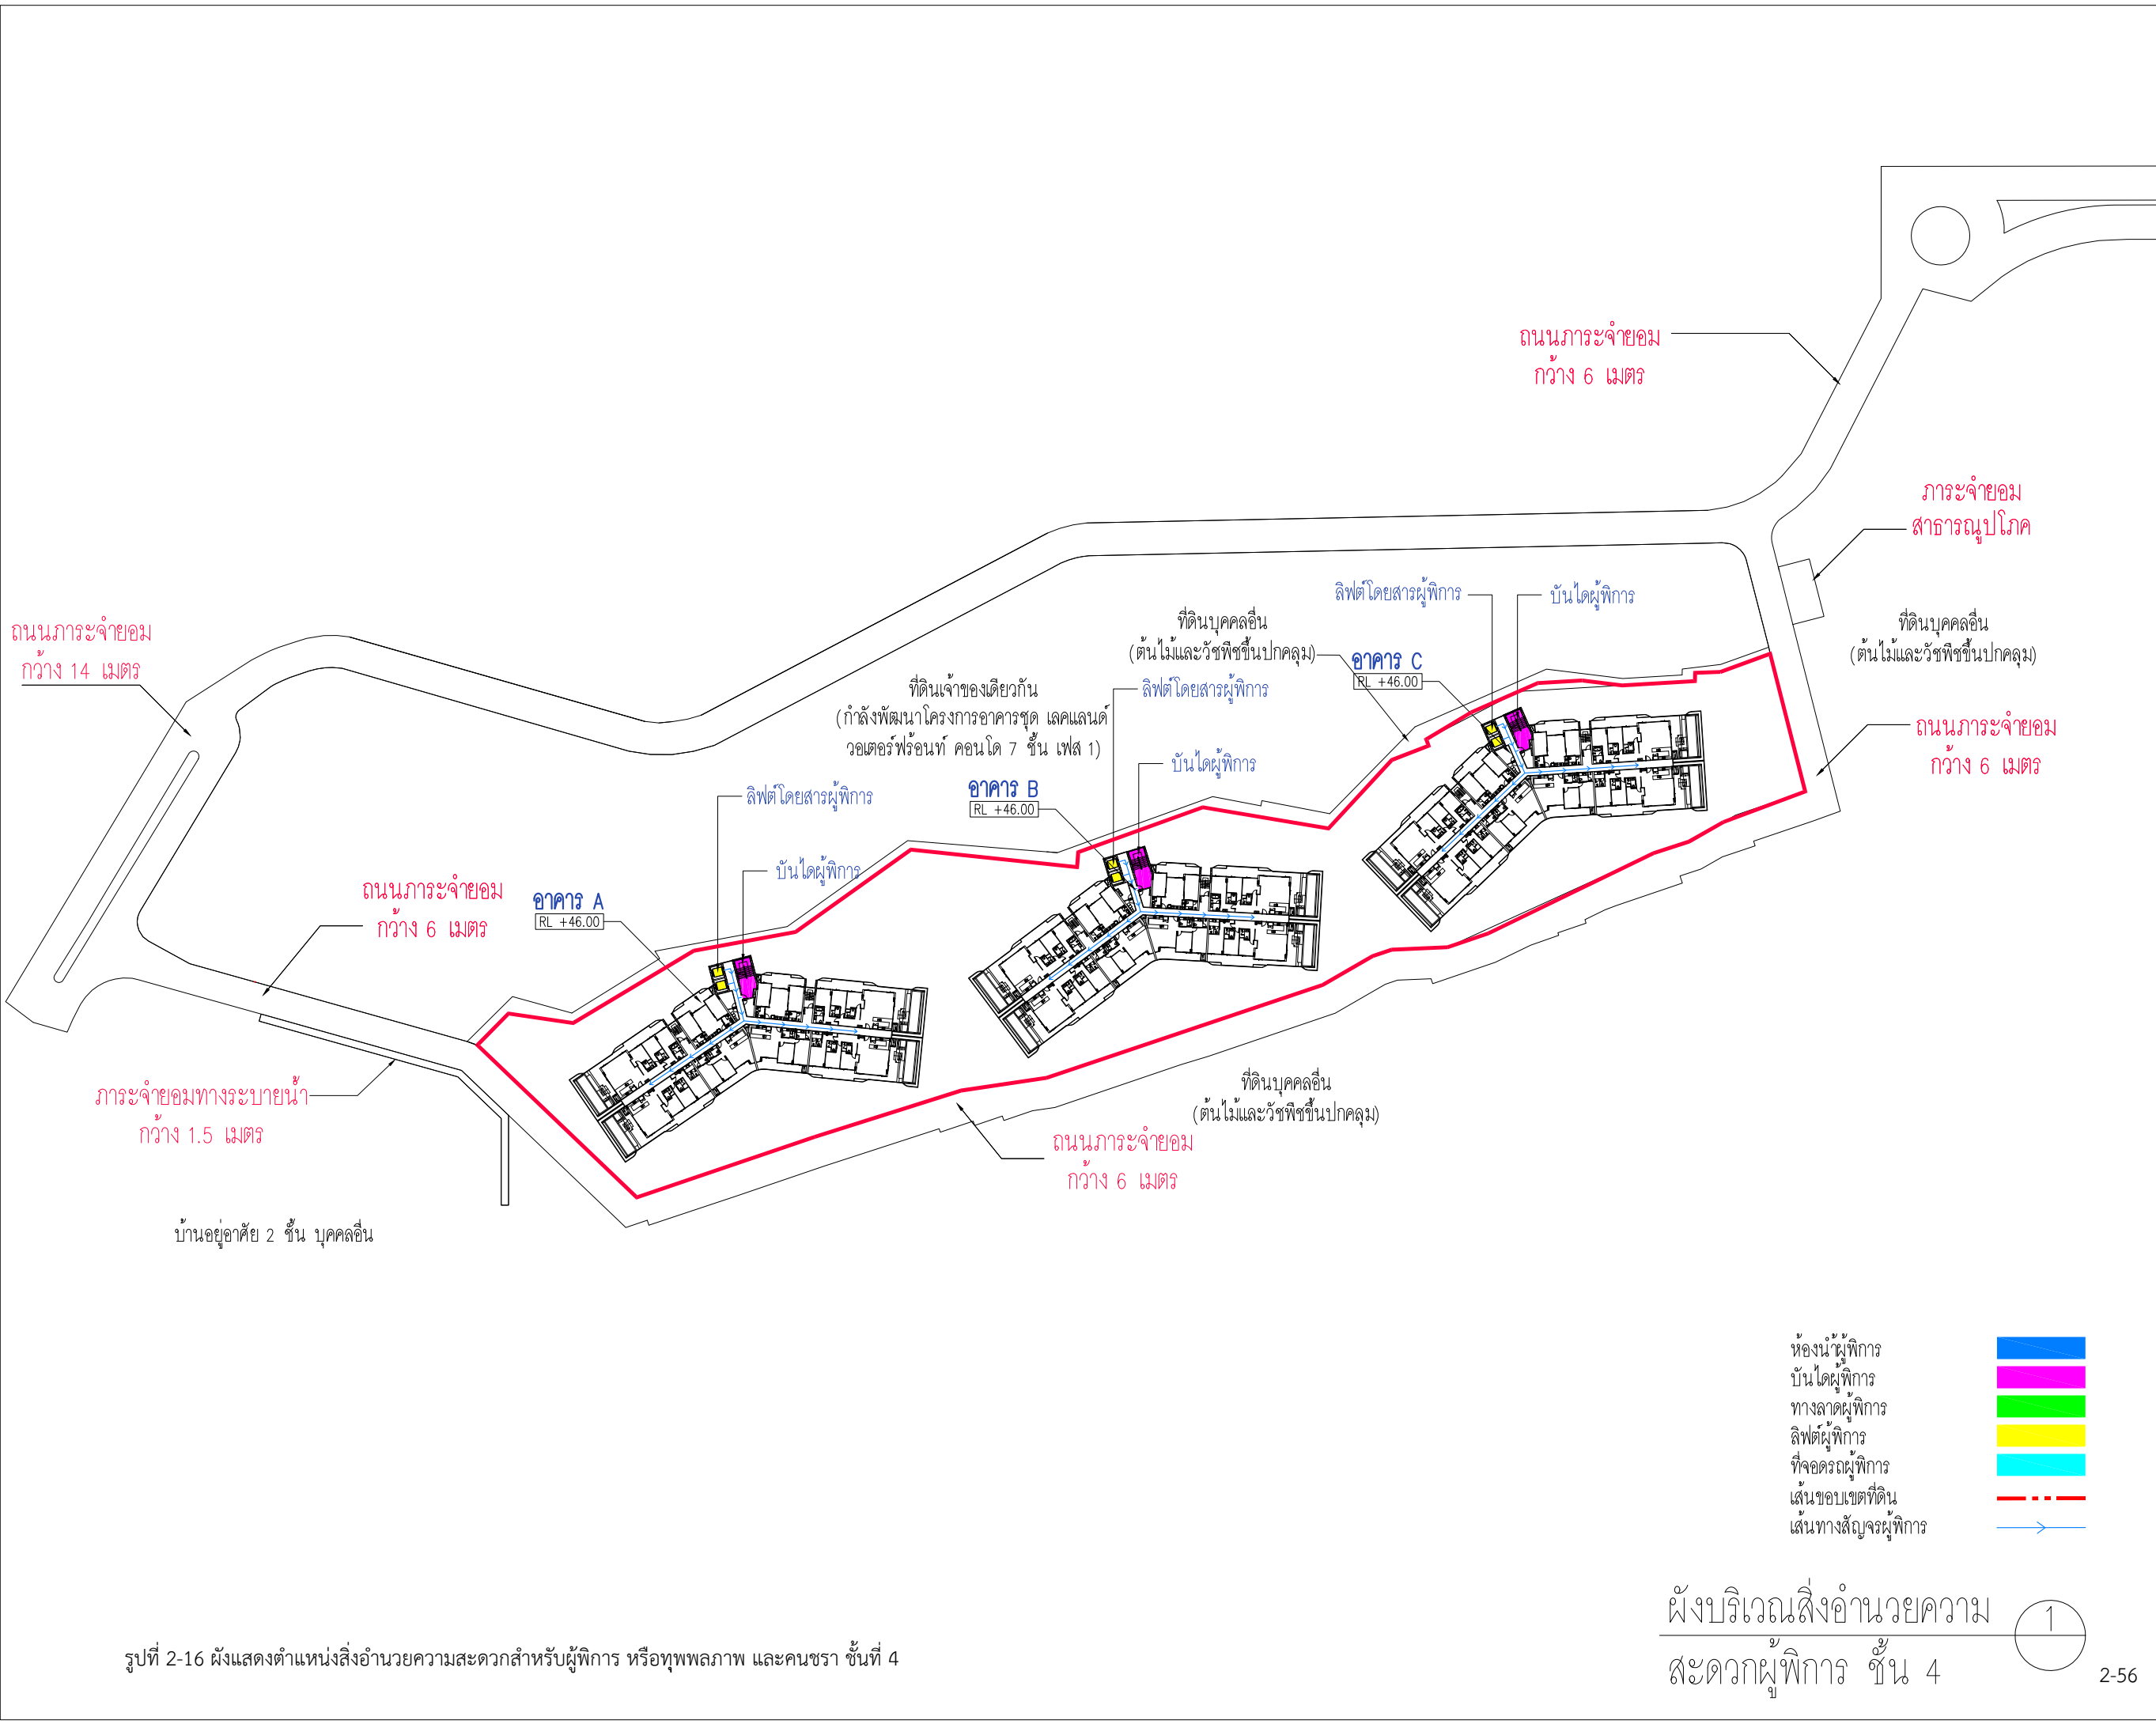 ถนนภาระจำยอม
กว้าง 6 เมตร
ภาระจำยอม
สาธารณูปโภค
ลิฟต์โดยสารผู้พิการ
บันไดผู้พิการ
ที่ดินบุคคลอื่น
(ต้นไม้และวัชพืชขึ้นปกคลุม)
ที่ดินบุคคลอื่น
(ต้นไม้และวัชพืชขึ้นปกคลุม)
ถนนภาระจำยอม
กว้าง 14 เมตร
อาคาร C
RL +46.00
ที่ดินเจ้าของเดียวกัน
(กำลังพัฒนาโครงการอาคารชุด เลคแลนด์
วอเตอร์ฟร้อนท์ คอนโด 7 ชั้น เฟส 1)
ลิฟต์โดยสารผู้พิการ
บันไดผู้พิการ
ถนนภาระจำยอม
กว้าง 6 เมตร
อาคาร B
RL +46.00
ลิฟต์โดยสารผู้พิการ
บันไดผู้พิการ
ถนนภาระจำยอม
กว้าง 6 เมตร
อาคาร A
RL +46.00
ภาระจำยอมทางระบายน้ำ
กว้าง 1.5 เมตร
ที่ดินบุคคลอื่น
(ต้นไม้และวัชพืชขึ้นปกคลุม)
ถนนภาระจำยอม
กว้าง 6 เมตร
บ้านอยู่อาศัย 2 ชั้น บุคคลอื่น
ห้องน้ำผู้พิการ
บันไดผู้พิการ
ทางลาดผู้พิการ
ลิฟต์ผู้พิการ
ที่จอดรถผู้พิการ
เส้นขอบเขตที่ดิน
เส้นทางสัญจรผู้พิการ
ผังบริเวณสิ่งอำนวยความ
สะดวกผู้พิการ ชั้น 4
1
รูปที่ 2-16 ผังแสดงตำแหน่งสิ่งอำนวยความสะดวกสำหรับผู้พิการ หรือทุพพลภาพ และคนชรา ชั้นที่ 4
2-56